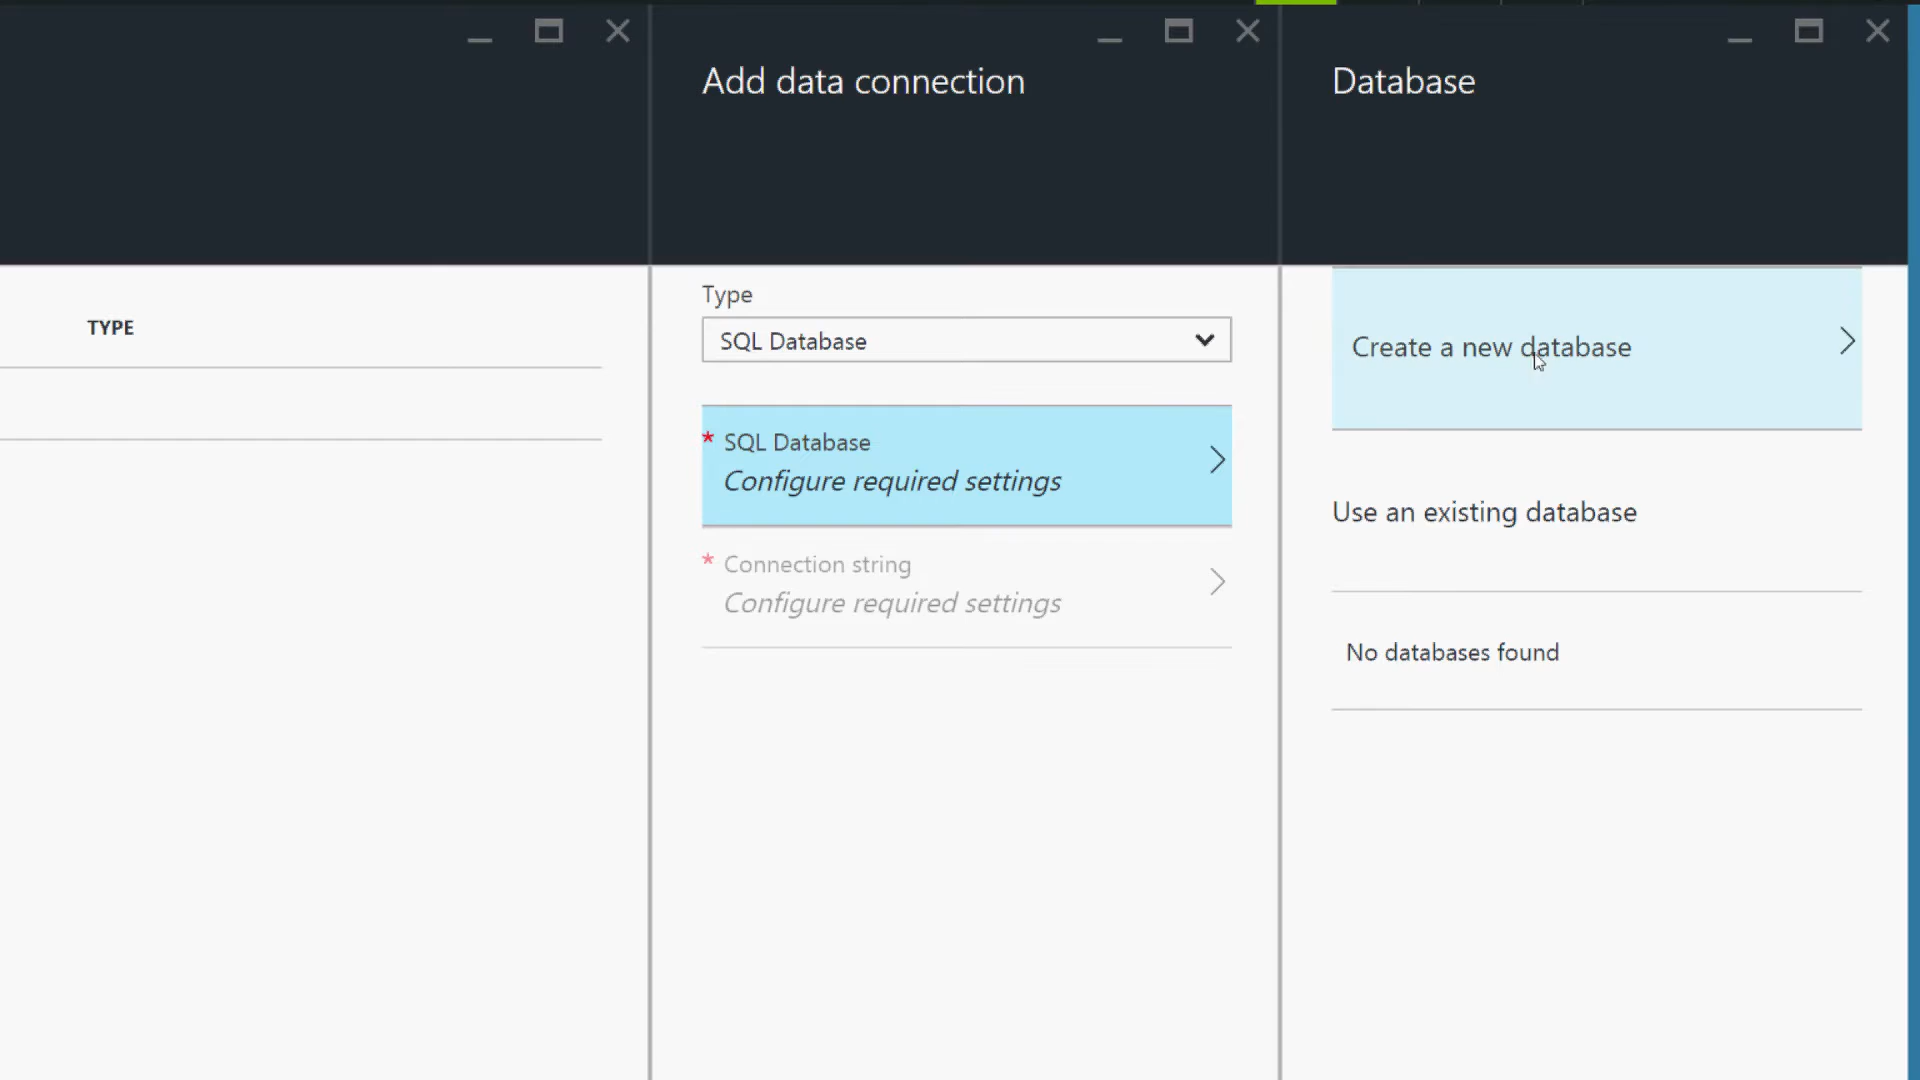 TYPE
Add data connection
Type
SQL Database
* SQL Database
Configure required settings
* Connection string
Configure required settings
Database
Create a new database
Use an existing database
No databases found